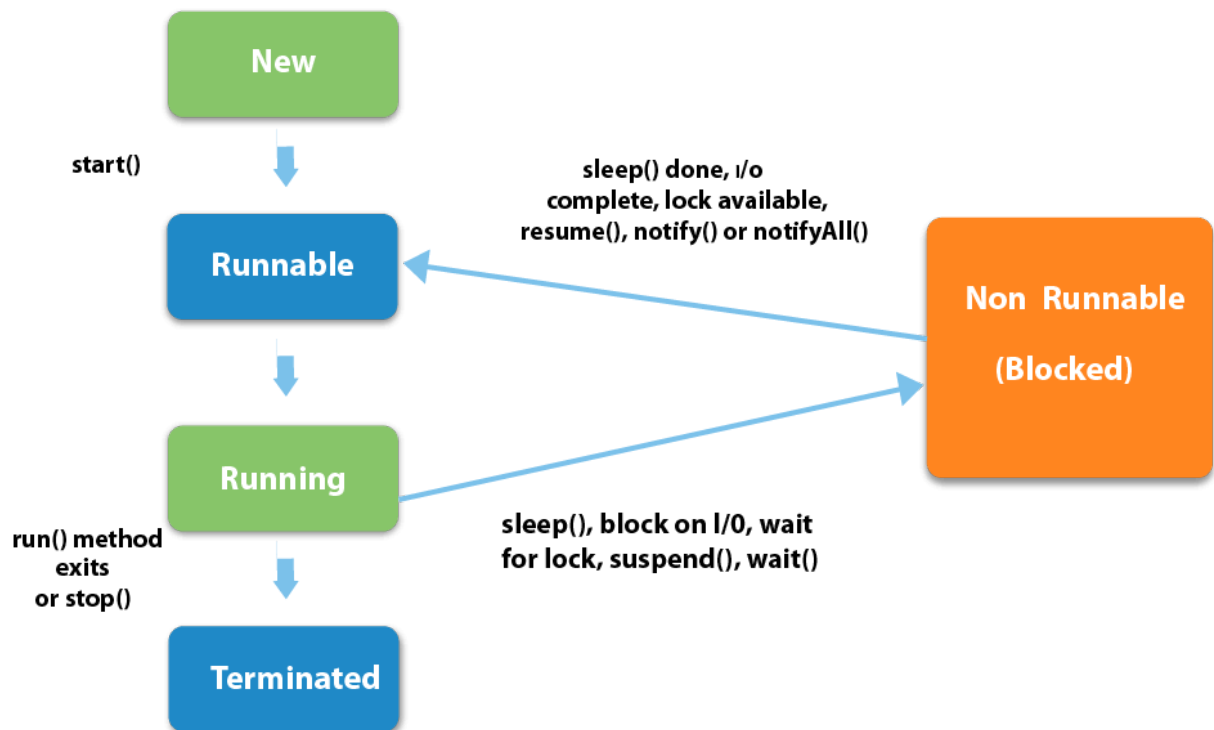 New
start()
sleep() done, I/o
complete, lock available,
resume(), notify() or notifyAll()
Runnable
Non Runnable
(Blocked)
Running
sleep(), block on I/0, wait
for lock, suspend(), wait()
run() method
exits
or stop()
Terminated